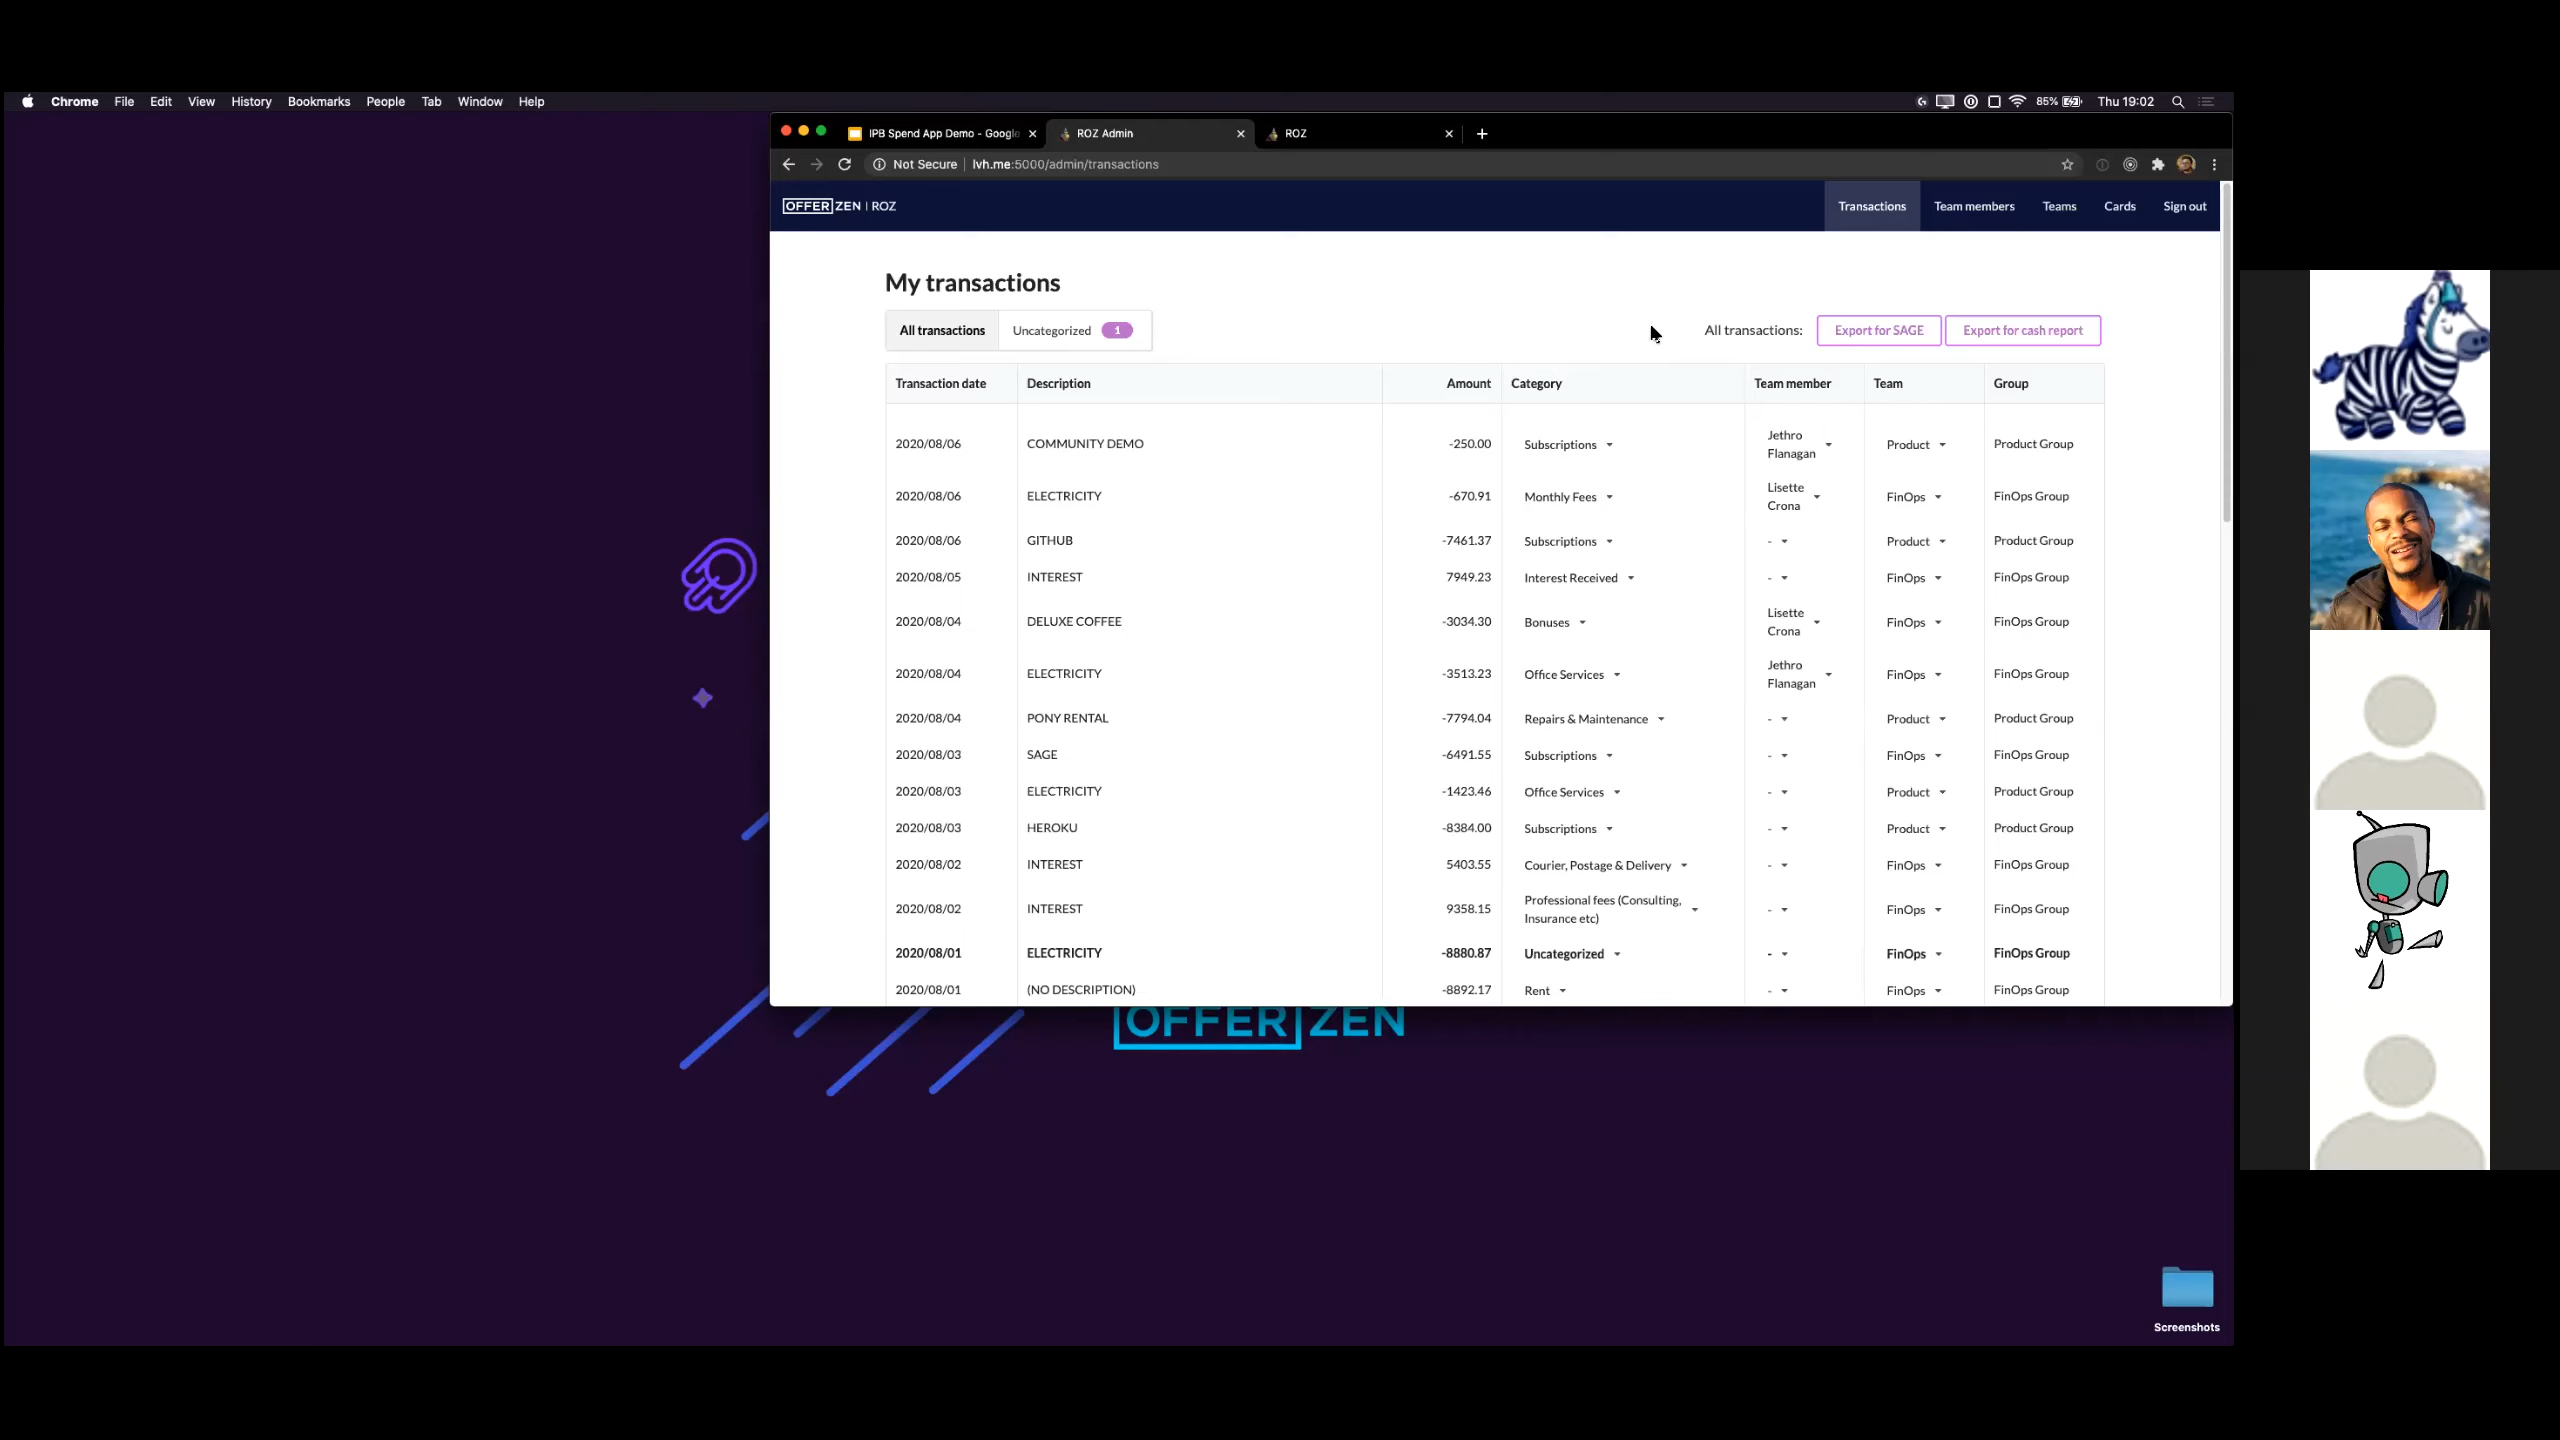 Chrome File Edit View History Bookmarks People Tab Window Help 85% Thu 19:02
IPB Spend App Demo - Google ROZ Admin ROZ
Not Secure | lvh.me:5000/admin/transactions
OFFERZEN | ROZ Transactions Team members Teams Cards Sign out
My transactions
All transactions Uncategorized 1 All transactions: Export for SAGE Export for cash report
Transaction date Description Amount Category Team member Team Group
2020/08/06 COMMUNITY DEMO -250.00 Subscriptions Jethro Flanagan Product Product Group
2020/08/06 ELECTRICITY -670.91 Monthly Fees Lisette Crona FinOps FinOps Group
2020/08/06 GITHUB -7461.37 Subscriptions - Product Product Group
2020/08/05 INTEREST 7949.23 Interest Received - FinOps FinOps Group
2020/08/04 DELUXE COFFEE -3034.30 Bonuses Lisette Crona FinOps FinOps Group
2020/08/04 ELECTRICITY -3513.23 Office Services Jethro Flanagan FinOps FinOps Group
2020/08/04 PONY RENTAL -7794.04 Repairs & Maintenance - Product Product Group
2020/08/03 SAGE -6491.55 Subscriptions - FinOps FinOps Group
2020/08/03 ELECTRICITY -1423.46 Office Services - Product Product Group
2020/08/03 HEROKU -8384.00 Subscriptions - Product Product Group
2020/08/02 INTEREST 5403.55 Courier, Postage & Delivery - FinOps FinOps Group
2020/08/02 INTEREST 9358.15 Professional fees (Consulting, Insurance etc) - FinOps FinOps Group
2020/08/01 ELECTRICITY -8880.87 Uncategorized - FinOps FinOps Group
2020/08/01 (NO DESCRIPTION) -8892.17 Rent - FinOps FinOps Group
OFFERZEN
Screenshots